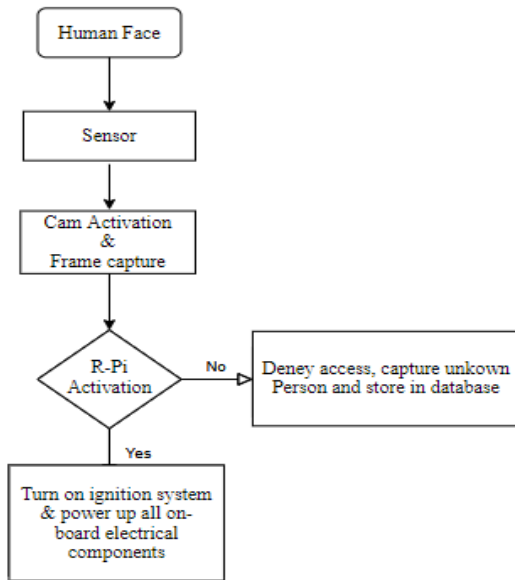 Human Face
Sensor
Cam Activation
&
Frame capture
R-Pi
Activation
No
Deney access, capture unkown
Person and store in database
Yes
Turn on ignition system
& power up all on-
board electrical
components